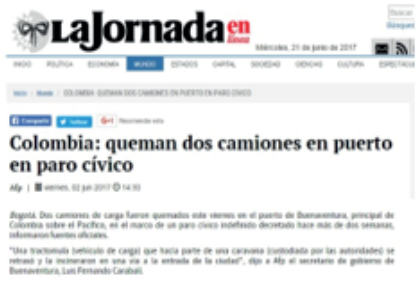 LaJornada en línea
Buscar
Búsqueda
Miércoles, 21 de junio de 2017
INICIO POLÍTICA ECONOMÍA MUNDO ESTADOS CAPITAL SOCIEDAD CIENCIAS CULTURA ESPECTÁCU
Inicio / Mundo / COLOMBIA: QUEMAN DOS CAMIONES EN PUERTO EN PARO CÍVICO
Compartir Twittear G+1 Recomienda esto
Colombia: queman dos camiones en puerto
en paro cívico
Afp | viernes, 02 jun 2017 14:33
Bogotá. Dos camiones de carga fueron quemados este viernes en el puerto de Buenaventura, principal de
Colombia sobre el Pacífico, en el marco de un paro cívico indefinido decretado hace más de dos semanas,
informaron fuentes oficiales.
"Una tractomula (vehículo de carga) que hacía parte de una caravana (custodiada por las autoridades) se
retrasó y la incineraron en una vía a la entrada de la ciudad", dijo a Afp el secretario de gobierno de
Buenaventura, Luis Fernando Carabalí.